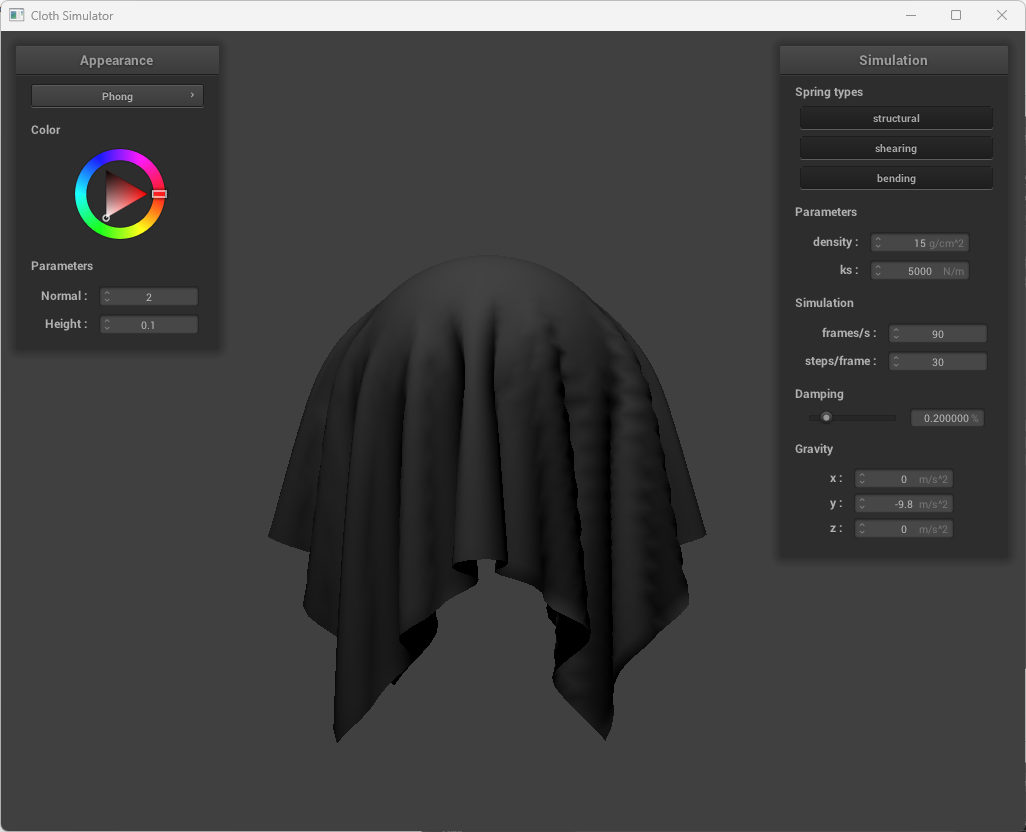 Cloth Simulator
Appearance
Phong
Color
Parameters
Normal : 2
Height : 0.1
Simulation
Spring types
structural
shearing
bending
Parameters
density : 15 g/cm^2
ks : 5000 N/m
Simulation
frames/s : 90
steps/frame : 30
Damping
0.200000 %
Gravity
x : 0 m/s^2
y : -9.8 m/s^2
z : 0 m/s^2